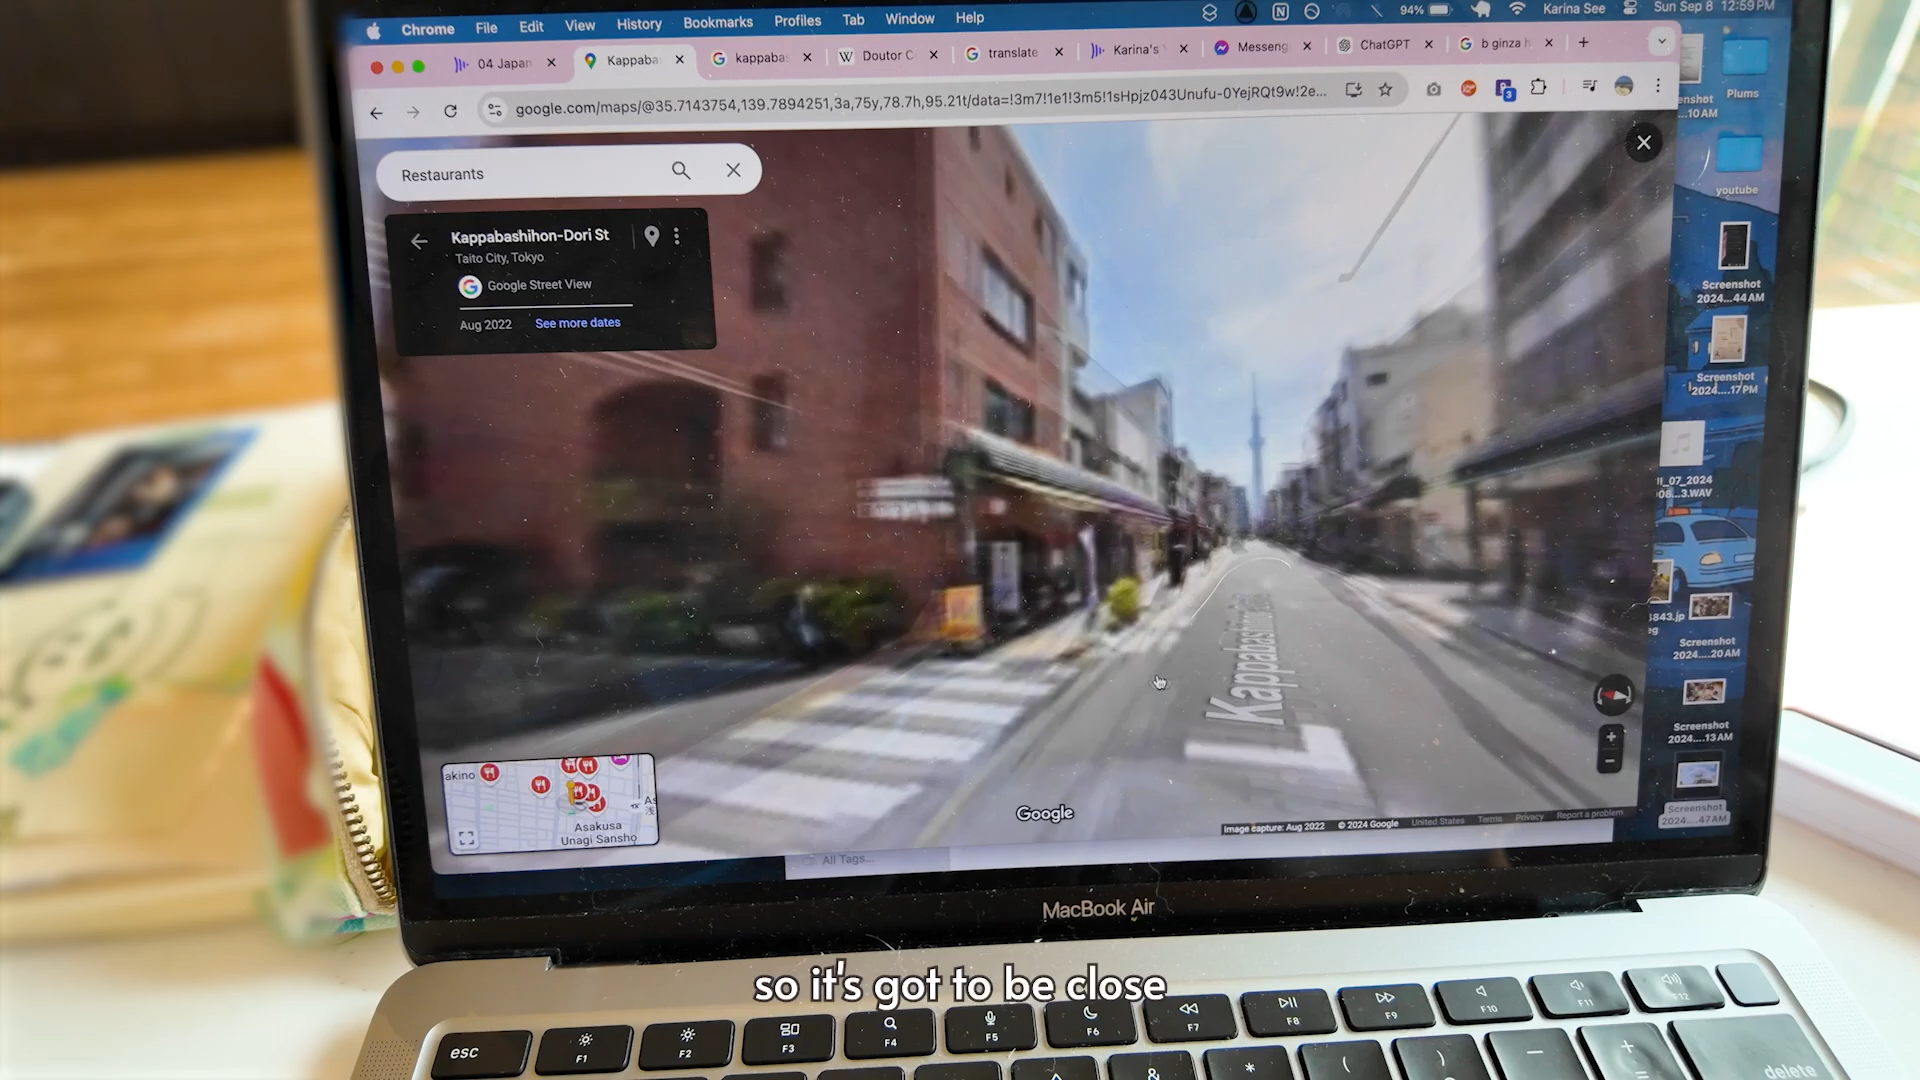 Chrome File Edit View History Bookmarks Profiles Tab Window Help
94% Karina See Sun Sep 8 12:59 PM
04 Japan
Kappaba
kappabas
Doutor C
translate
Karina's
Messeng
ChatGPT
b ginza h
google.com/maps/@35.7143754,139.7894251,3a,75y,78.7h,95.21t/data=!3m7!1e1!3m5!1sHpjz043Unufu-0YejRQt9w!2e...
3
Restaurants
Kappabashihon-Dori St
Taito City, Tokyo
Google Street View
Aug 2022 See more dates
akino
Asakusa
Unagi Sansho
Google
Image capture: Aug 2022 © 2024 Google United States Terms Privacy Report a problem
All Tags...
Plums
youtube
Screenshot
2024...44 AM
Screenshot
2024....17 PM
Screenshot
2024....20 AM
Screenshot
2024....13 AM
Screenshot
2024....47 AM
MacBook Air
so it's got to be close
esc F1 F2 F3 F4 F5 F6 F7 F8 F9 F10 F11 F12
& * ( ) – + =
delete